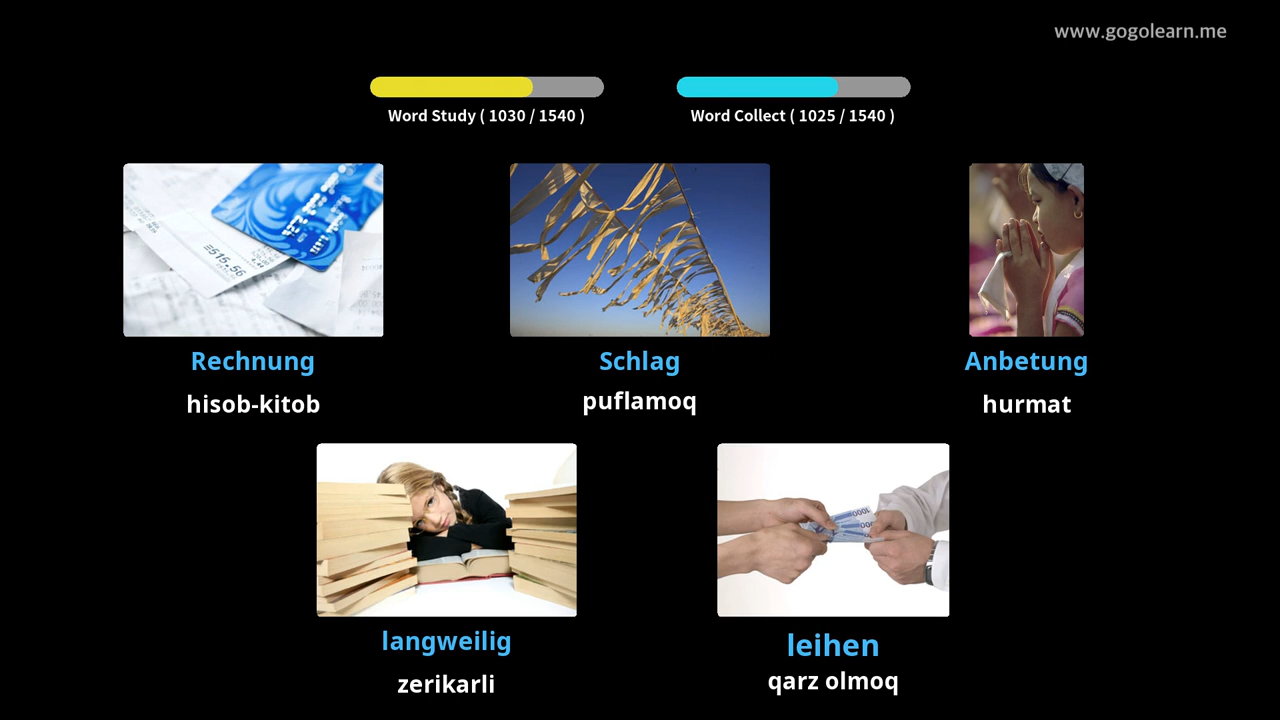 www.gogolearn.me
Word Study ( 1030 / 1540 )
Word Collect ( 1025 / 1540 )
Rechnung
Schlag
Anbetung
hisob-kitob
puflamoq
hurmat
langweilig
leihen
zerikarli
qarz olmoq